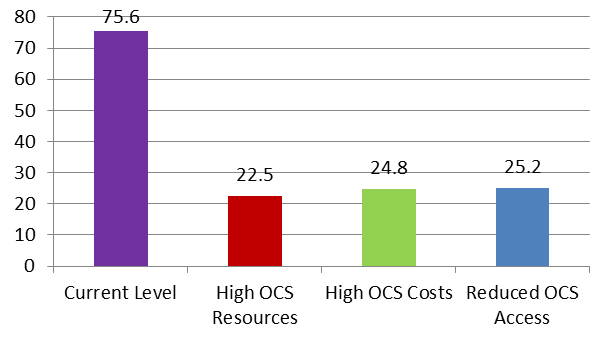 80
75.6
70
60
50
40
30
22.5
24.8
25.2
20
10
0
Current Level
High OCS
Resources
High OCS Costs
Reduced OCS
Access